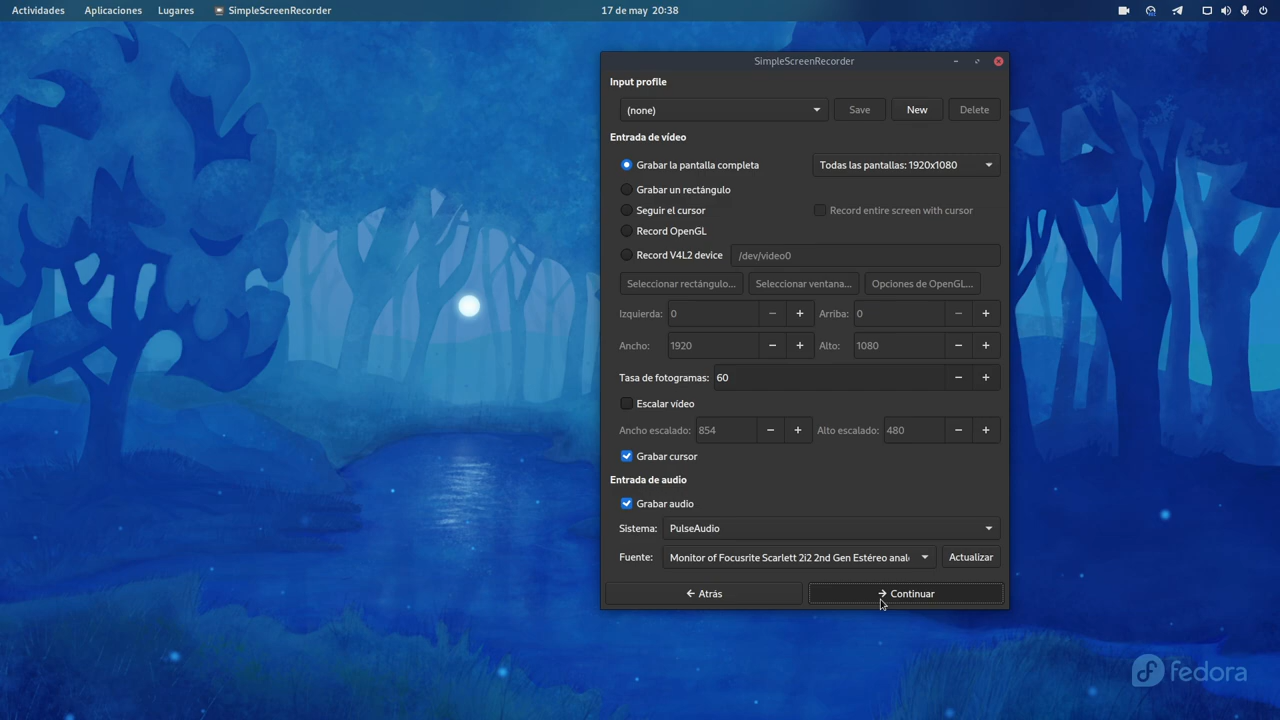 Actividades Aplicaciones Lugares SimpleScreenRecorder 17 de may 20:38
SimpleScreenRecorder
Input profile
(none) Save New Delete
Entrada de vídeo
Grabar la pantalla completa Todas las pantallas: 1920x1080
Grabar un rectángulo
Seguir el cursor Record entire screen with cursor
Record OpenGL
Record V4L2 device /dev/video0
Seleccionar rectángulo... Seleccionar ventana... Opciones de OpenGL...
Izquierda: 0 − + Arriba: 0 − +
Ancho: 1920 − + Alto: 1080 − +
Tasa de fotogramas: 60 − +
Escalar vídeo
Ancho escalado: 854 − + Alto escalado: 480 − +
Grabar cursor
Entrada de audio
Grabar audio
Sistema: PulseAudio
Fuente: Monitor of Focusrite Scarlett 2i2 2nd Gen Estéreo anal Actualizar
← Atrás → Continuar
fedora